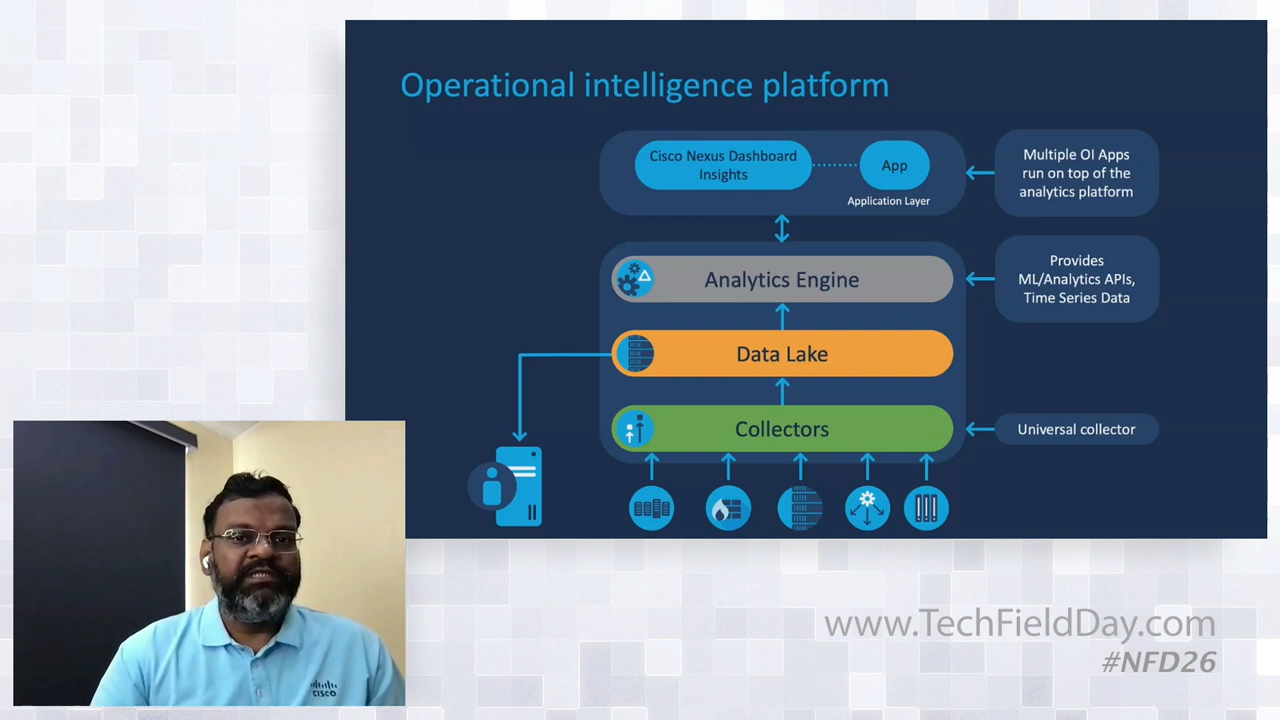 Operational intelligence platform
Cisco Nexus Dashboard
Insights
App
Application Layer
Multiple OI Apps
run on top of the
analytics platform
Analytics Engine
Provides
ML/Analytics APIs,
Time Series Data
Data Lake
Collectors
Universal collector
CISCO
www.TechFieldDay.com
#NFD26